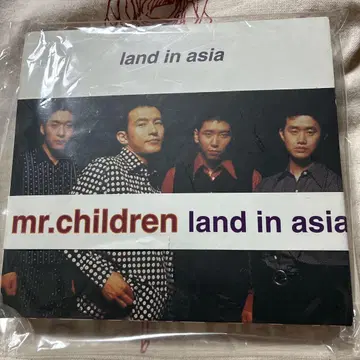 land in asia
mr.children land in asia